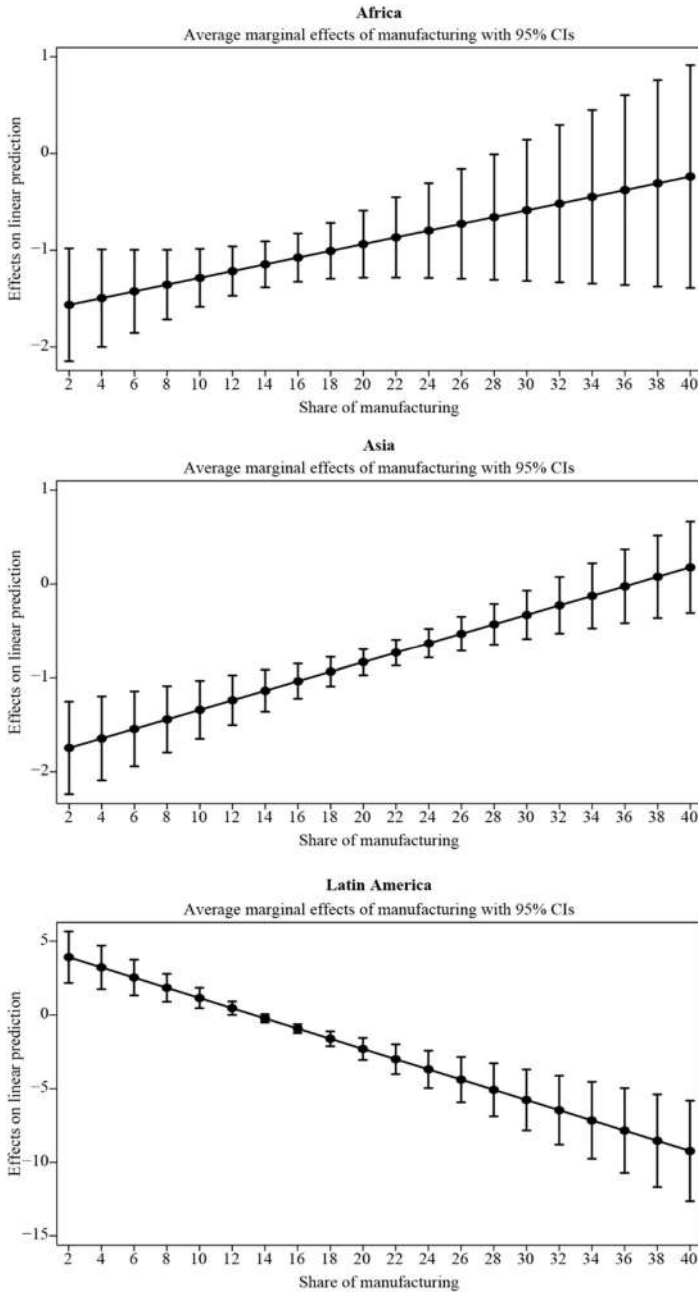 Africa
Average marginal effects of manufacturing with 95% CIs
Effects on linear prediction
1
0
−1
−2
2 4 6 8 10 12 14 16 18 20 22 24 26 28 30 32 34 36 38 40
Share of manufacturing
Asia
Average marginal effects of manufacturing with 95% CIs
Effects on linear prediction
1
0
−1
−2
2 4 6 8 10 12 14 16 18 20 22 24 26 28 30 32 34 36 38 40
Share of manufacturing
Latin America
Average marginal effects of manufacturing with 95% CIs
Effects on linear prediction
5
0
−5
−10
−15
2 4 6 8 10 12 14 16 18 20 22 24 26 28 30 32 34 36 38 40
Share of manufacturing